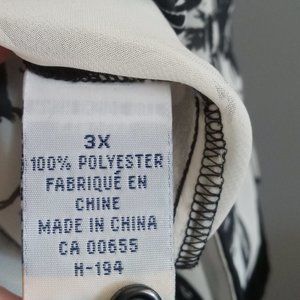 3X
100% POLYESTER
FABRIQUÉ EN
CHINE
MADE IN CHINA
CA 00655
H-194